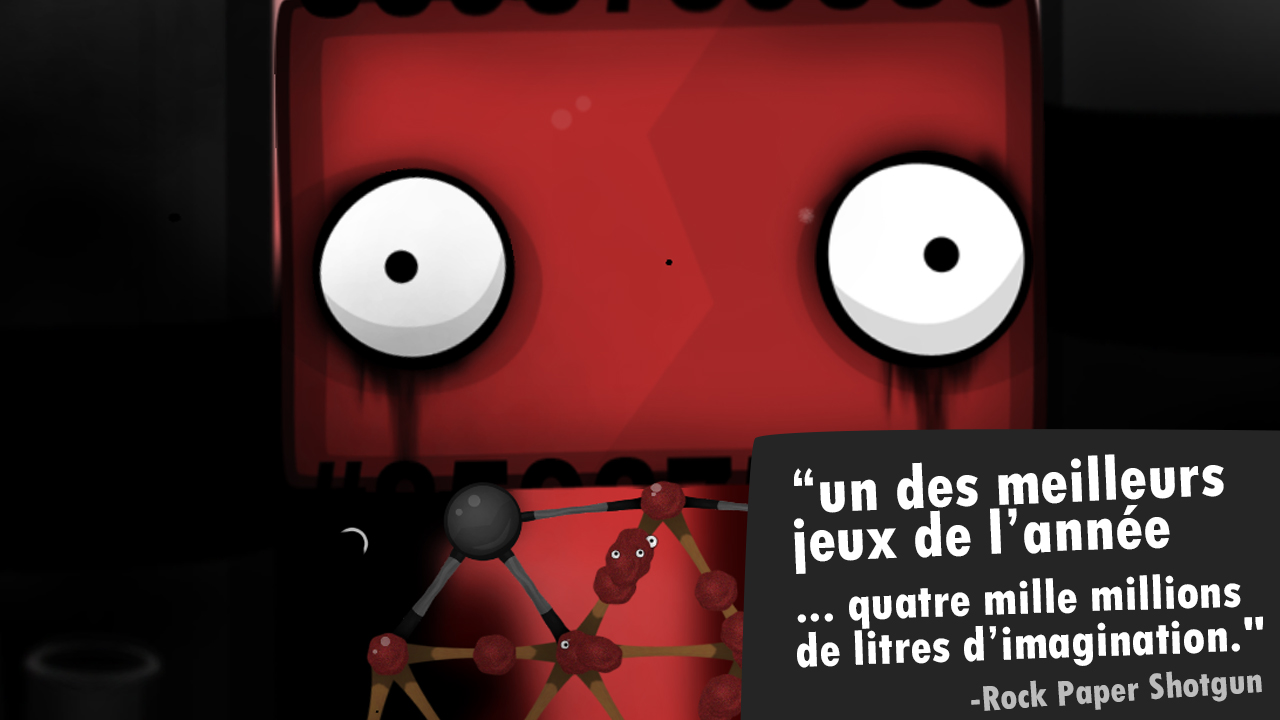 “un des meilleurs
jeux de l’année
... quatre mille millions
de litres d’imagination."
-Rock Paper Shotgun